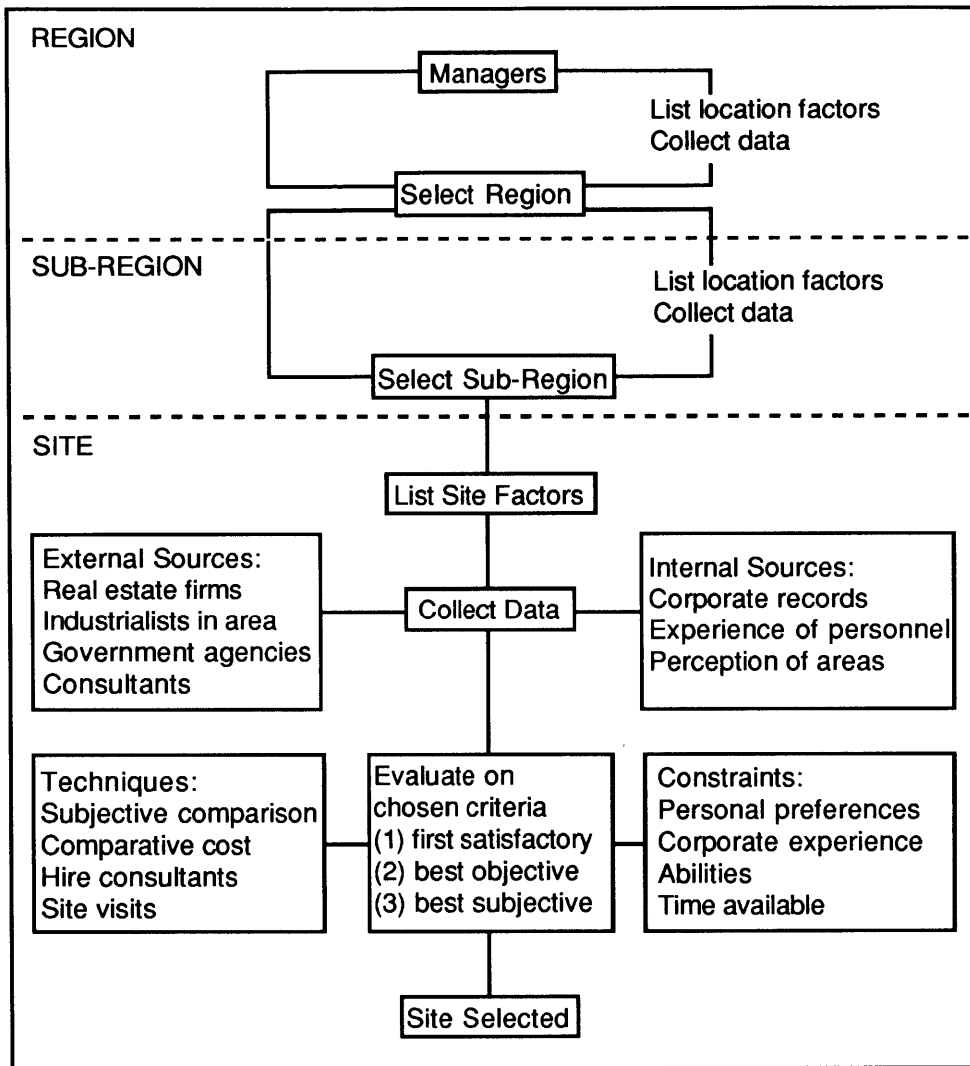 REGION
Managers
List location factors
Collect data
Select Region
SUB-REGION
List location factors
Collect data
Select Sub-Region
SITE
List Site Factors
External Sources:
Real estate firms
Industrialists in area
Government agencies
Consultants
Collect Data
Internal Sources:
Corporate records
Experience of personnel
Perception of areas
Techniques:
Subjective comparison
Comparative cost
Hire consultants
Site visits
Evaluate on
chosen criteria
(1) first satisfactory
(2) best objective
(3) best subjective
Constraints:
Personal preferences
Corporate experience
Abilities
Time available
Site Selected